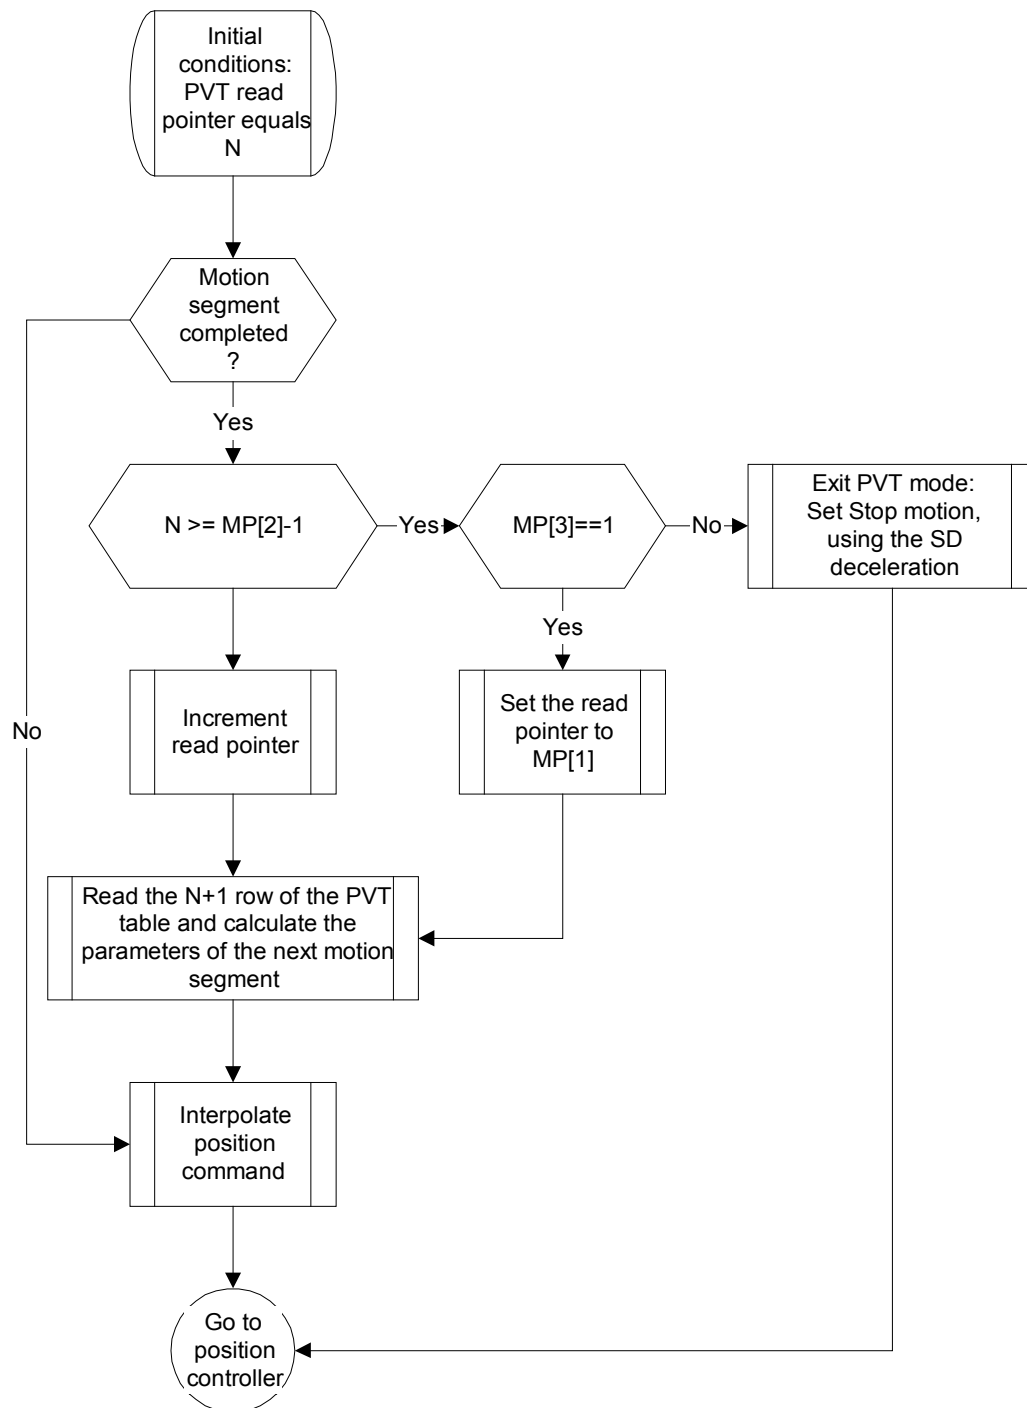 Initial
conditions:
PVT read
pointer equals
N
Motion
segment
completed
?
Yes
N >= MP[2]-1
Yes
MP[3]==1
No
Exit PVT mode:
Set Stop motion,
using the SD
deceleration
Yes
No
Increment
read pointer
Set the read
pointer to
MP[1]
Read the N+1 row of the PVT
table and calculate the
parameters of the next motion
segment
Interpolate
position
command
Go to
position
controller